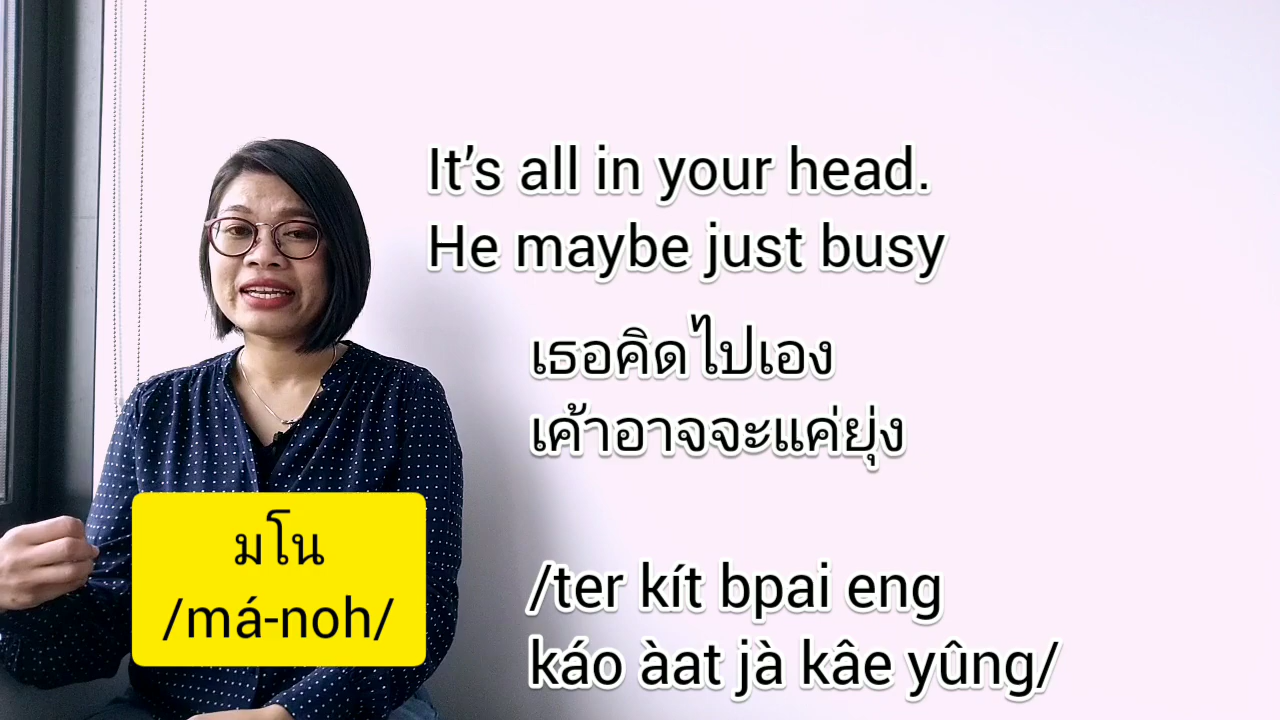 It's all in your head.
He maybe just busy
เธอคิดไปเอง
เค้าอาจจะแค่ยุ่ง
มโน
/má-noh/
/ter kít bpai eng
káo àat jà kâe yûng/